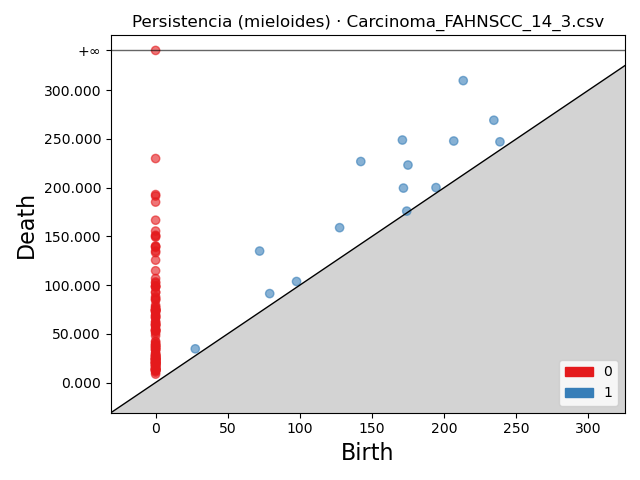 Persistencia (mieloides) · Carcinoma_FAHNSCC_14_3.csv
+∞
300.000
250.000
200.000
150.000
100.000
50.000
0.000
Death
0
1
0 50 100 150 200 250 300
Birth